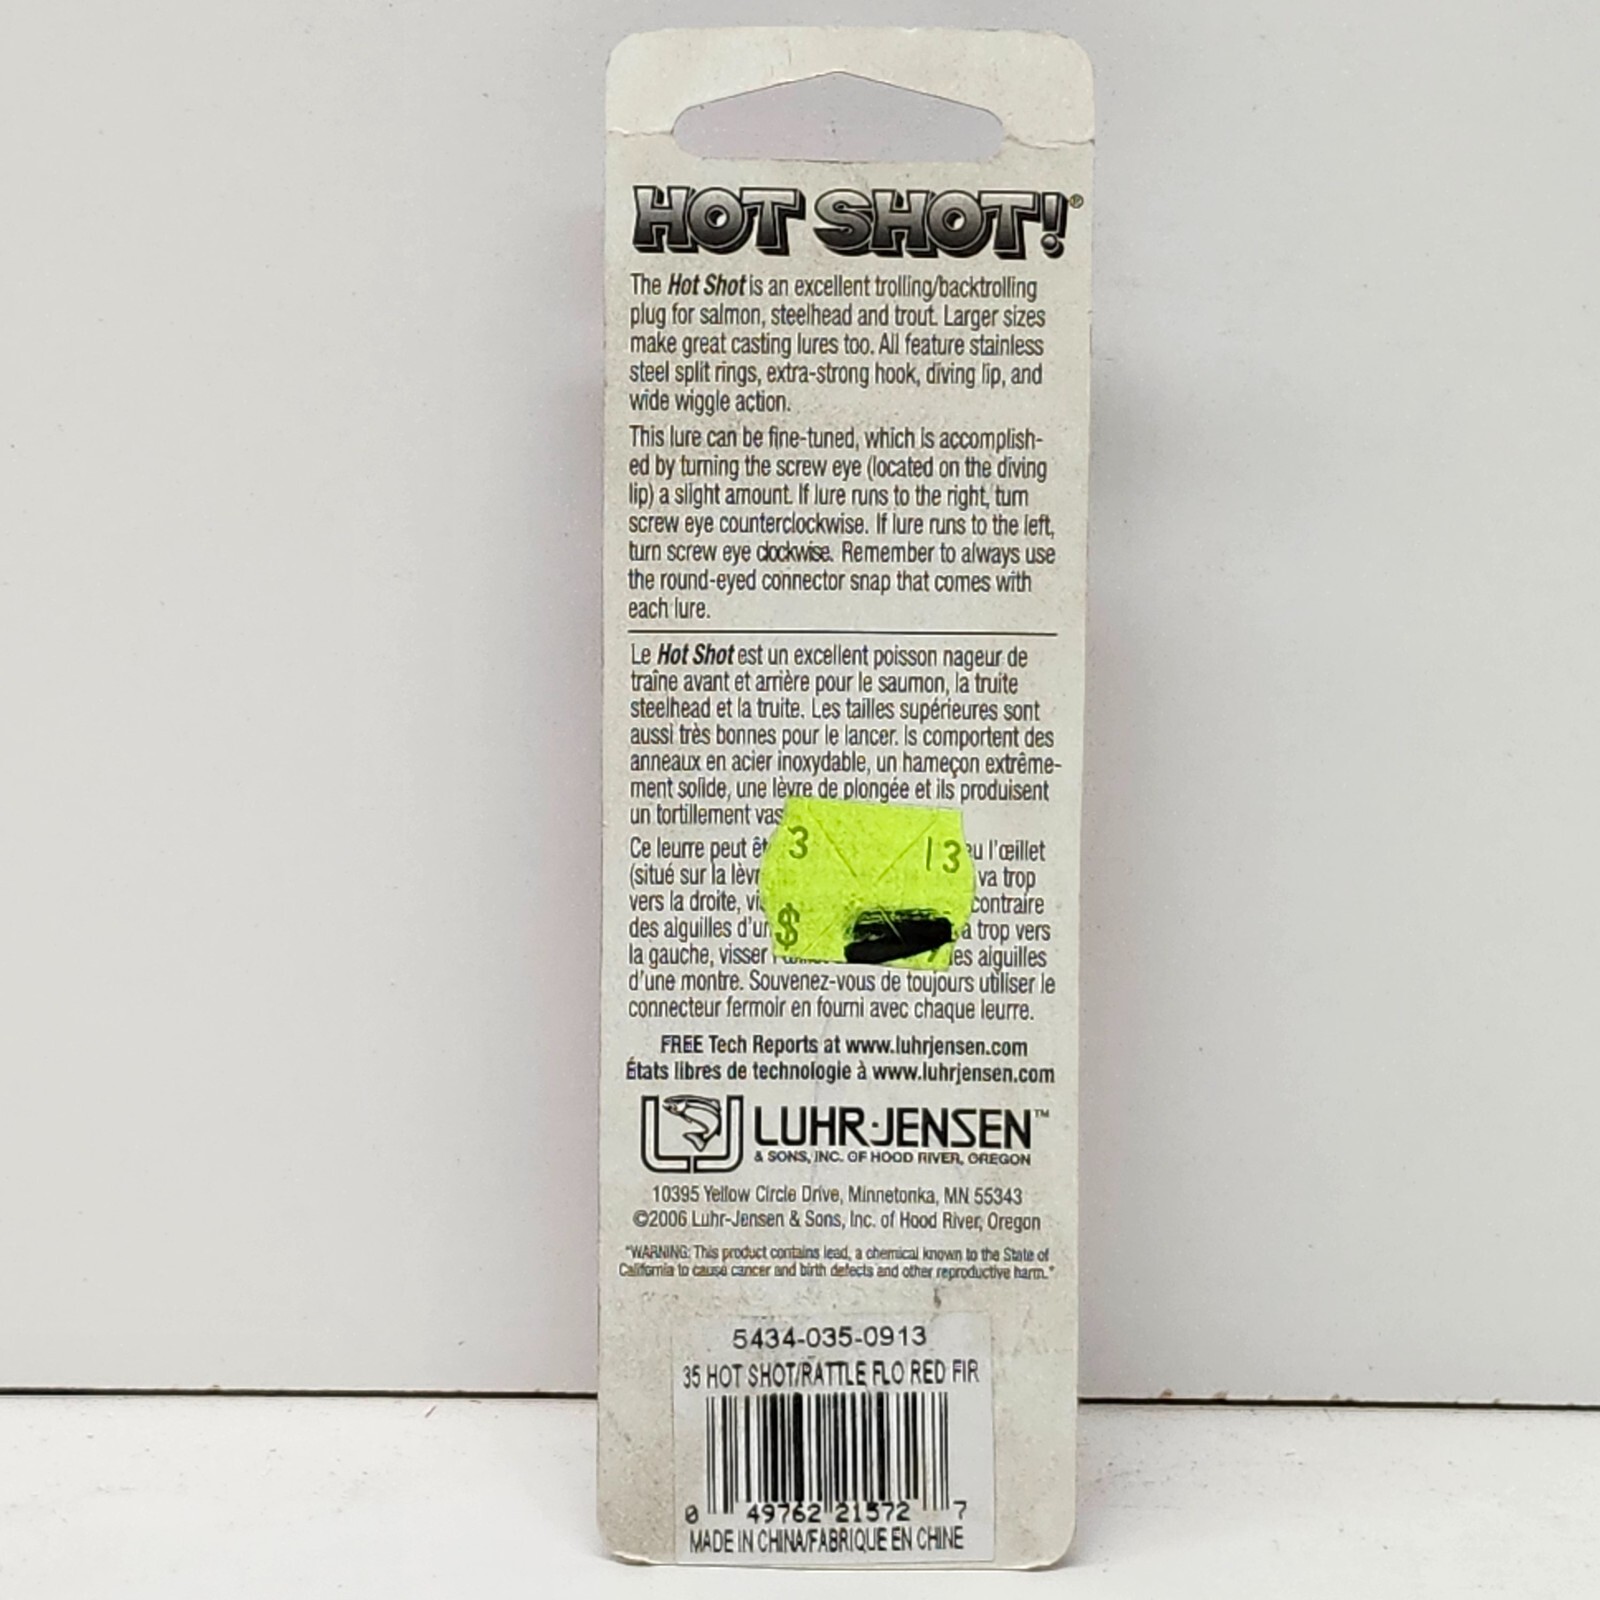 HOT SHOT!®
The Hot Shot is an excellent trolling/backtrolling
plug for salmon, steelhead and trout. Larger sizes
make great casting lures too. All feature stainless
steel split rings, extra-strong hook, diving lip, and
wide wiggle action.
This lure can be fine-tuned, which is accomplish-
ed by turning the screw eye (located on the diving
lip) a slight amount. If lure runs to the right, turn
screw eye counterclockwise. If lure runs to the left,
turn screw eye clockwise. Remember to always use
the round-eyed connector snap that comes with
each lure.
Le Hot Shot est un excellent poisson nageur de
traîne avant et arrière pour le saumon, la truite
steelhead et la truite. Les tailles supérieures sont
aussi très bonnes pour le lancer. Is comportent des
anneaux en acier inoxydable, un hameçon extrême-
ment solide, une lèvre de plongée et ils produisent
un tortillement
Ce leurre peut 3 13 l'œillet
(situé sur la va trop
vers la droite, contraire
des aiguilles $ trop vers
la gauche, visser aiguilles
d'une montre. Souvenez-vous de toujours utiliser le
connecteur fermoir en fourni avec chaque leurre.
FREE Tech Reports at www.luhrjensen.com
États libres de technologie à www.luhrjensen.com
LUHR·JENSEN™
& SONS, INC. OF HOOD RIVER, OREGON
10395 Yellow Circle Drive, Minnetonka, MN 55343
©2006 Luhr-Jensen & Sons, Inc. of Hood River, Oregon
"WARNING: This product contains lead, a chemical known to the State of
California to cause cancer and birth defects and other reproductive harm."
5434-035-0913
35 HOT SHOT/RATTLE FLO RED FIR
0 49762 21572 7
MADE IN CHINA/FABRIQUE EN CHINE